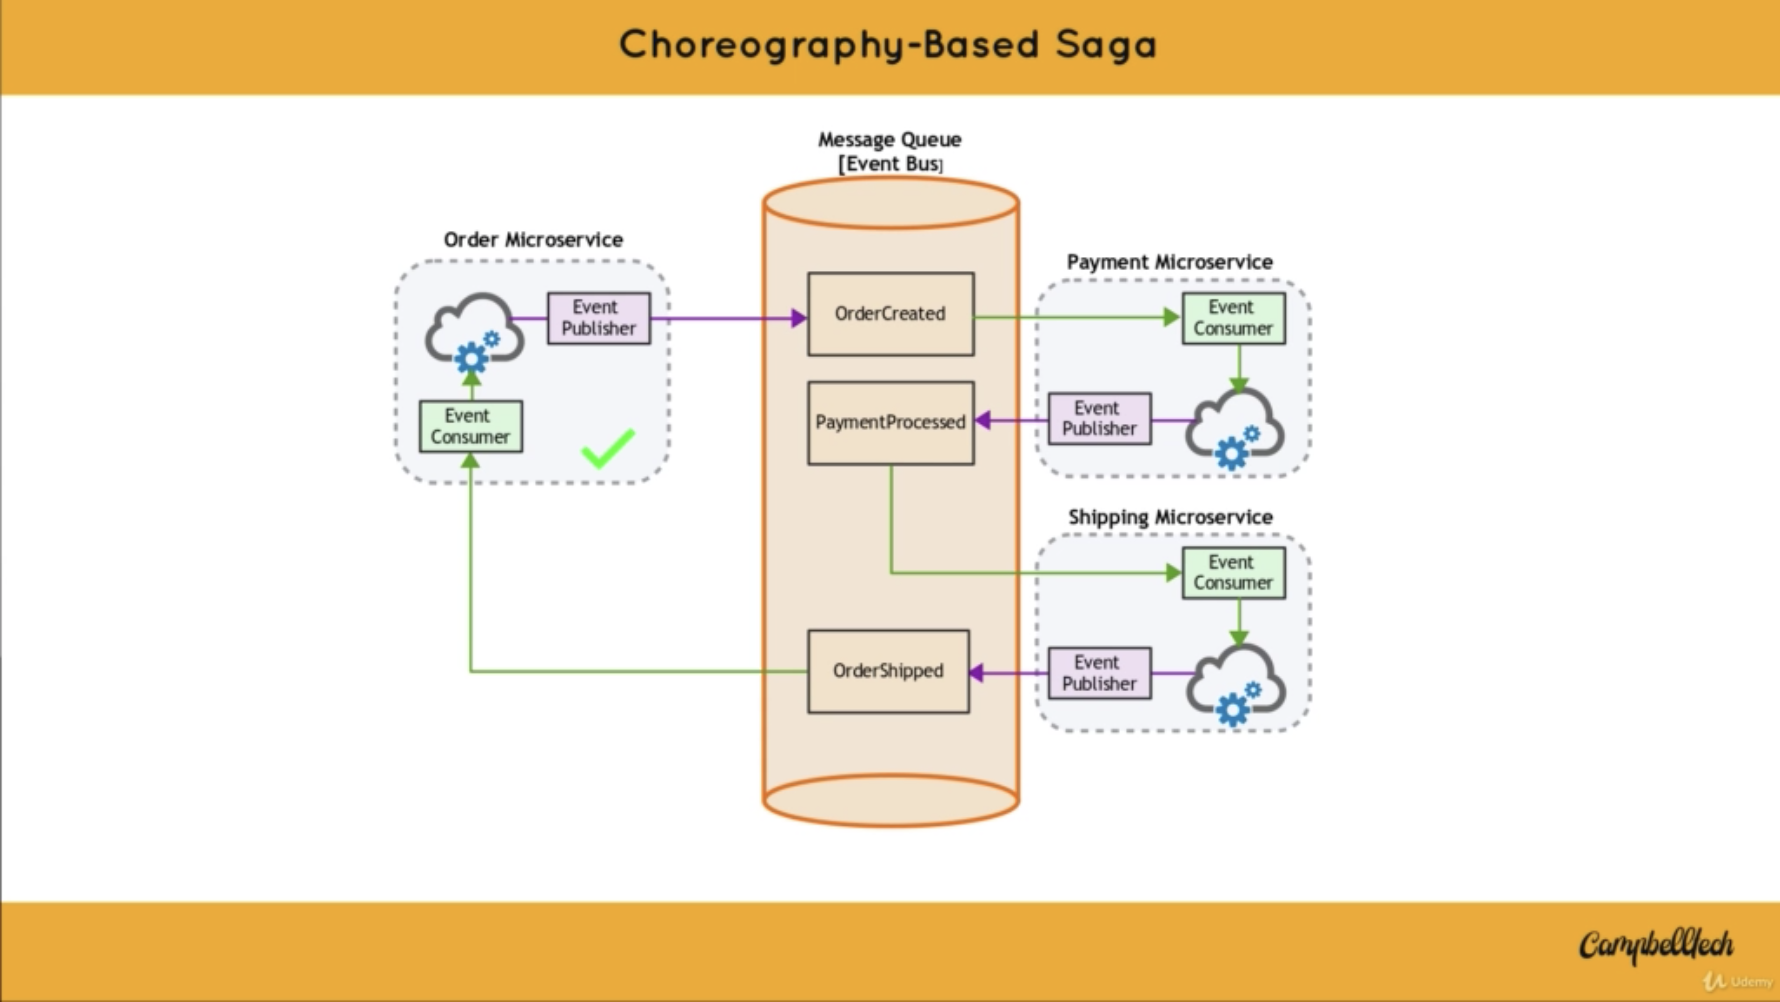 Choreography-Based Saga
Message Queue
[Event Bus]
Order Microservice
Event
Publisher
Event
Consumer
OrderCreated
PaymentProcessed
OrderShipped
Payment Microservice
Event
Consumer
Event
Publisher
Shipping Microservice
Event
Consumer
Event
Publisher
CampbellTech
Udemy